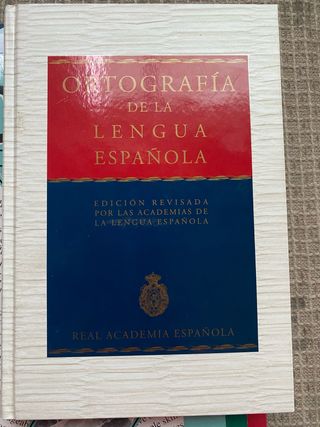 ORTOGRAFÍA
DE LA
LENGUA
ESPAÑOLA
EDICIÓN REVISADA
POR LAS ACADEMIAS DE
LA LENGUA ESPAÑOLA
REAL ACADEMIA ESPAÑOLA